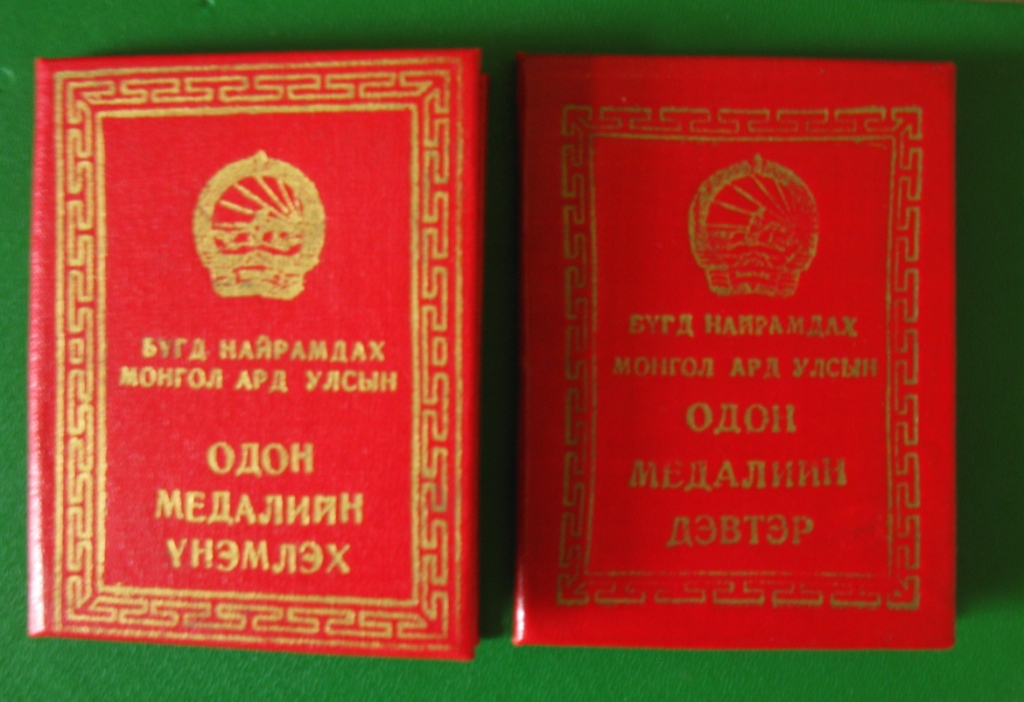 БҮГД НАЙРАМДАХ
МОНГОЛ АРД УЛСЫН
ОДОН
МЕДАЛИЙН
ҮНЭМЛЭХ
БҮГД НАЙРАМДАХ
МОНГОЛ АРД УЛСЫН
ОДОН
МЕДАЛИЙН
ДЭВТЭР